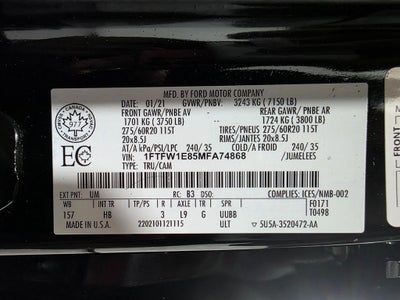 MFD. BY FORD MOTOR COMPANY
DATE: 01/21 GVWR/PNBV: 3243 KG ( 7150 LB)
FRONT GAWR/PNBE AV REAR GAWR/ PNBE AR
1701 KG ( 3750 LB) 1724 KG ( 3800 LB)
275/60R20 115T TIRES/PNEUS 275/60R20 115T
20x8.5J RIMS/JANTES 20x8.5J
AT/A kPa/PSI/LPC 240/ 35 COLD/A FROID 240/ 35
VIN: 1FTFW1E85MFA74868 /JUMELEES
TYPE: TRU/CAM
CANADA
977
EC
EXT PNT: UM RC: B3 DSO: COMPLIES: ICES/NMB-002
WB INT TR TP/PS R AXLE TR SPR F0171
157 HB 3 L9 G UUBB T0498
MADE IN U.S.A. 2202101121115 ULT 5U5A-3520472-AA